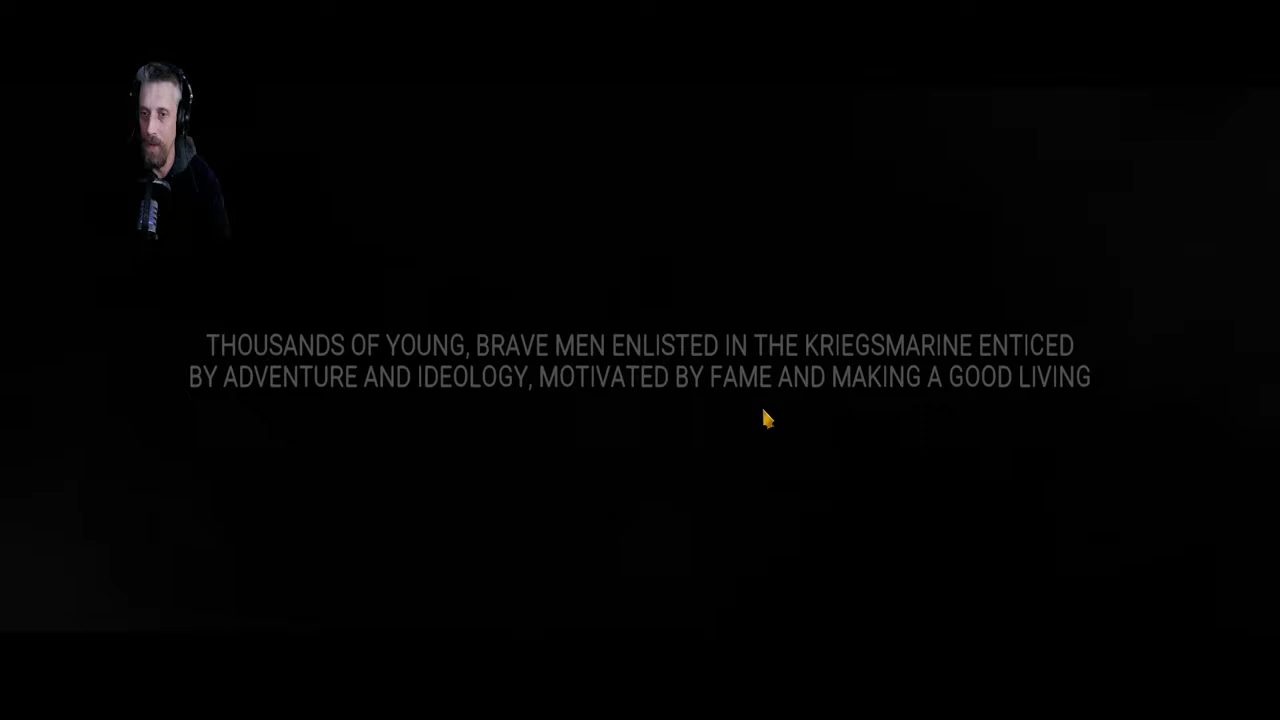 THOUSANDS OF YOUNG, BRAVE MEN ENLISTED IN THE KRIEGSMARINE ENTICED
BY ADVENTURE AND IDEOLOGY, MOTIVATED BY FAME AND MAKING A GOOD LIVING